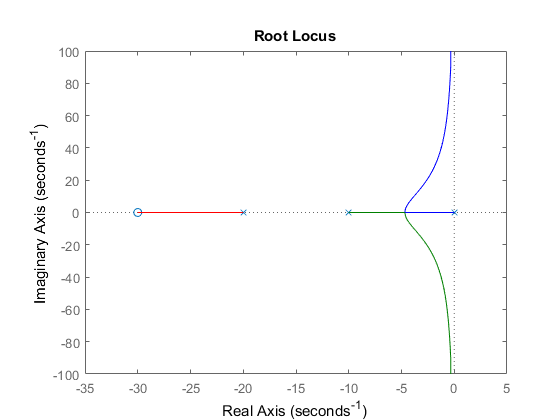 Root Locus
Imaginary Axis (seconds⁻¹)
100
80
60
40
20
0
-20
-40
-60
-80
-100
-35 -30 -25 -20 -15 -10 -5 0 5
Real Axis (seconds⁻¹)